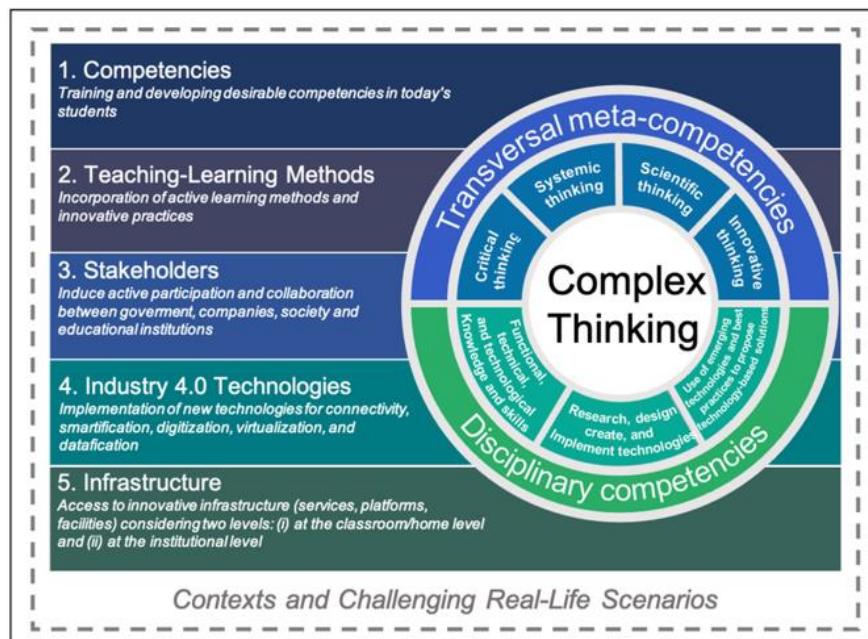 1. Competencies
Training and developing desirable competencies in today's
students
2. Teaching-Learning Methods
Incorporation of active learning methods and
innovative practices
3. Stakeholders
Induce active participation and collaboration
between goverment, companies, society and
educational institutions
4. Industry 4.0 Technologies
Implementation of new technologies for connectivity,
smartification, digitization, virtualization, and
datafication
5. Infrastructure
Access to innovative infrastructure (services, platforms,
facilities) considering two levels: (i) at the classroom/home level
and (ii) at the institutional level
Transversal meta-competencies
Critical
thinking
Systemic
thinking
Scientific
thinking
Innovative
thinking
Complex
Thinking
Functional,
technical,
and technological
Knowledge and skills
Research, design
create, and
Implement technologies
Use of emerging
technologies and best
practices to propose
technology-based solutions
Disciplinary competencies
Contexts and Challenging Real-Life Scenarios